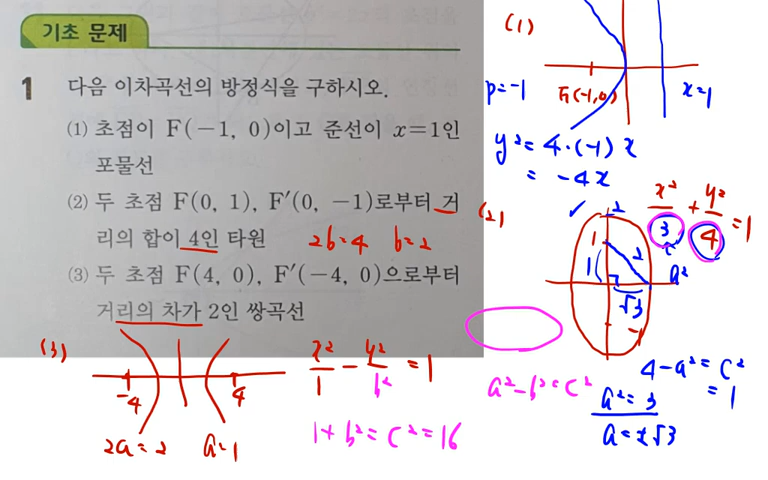 기초 문제
1 다음 이차곡선의 방정식을 구하시오.
(1) 초점이 F(−1, 0)이고 준선이 x=1인
포물선
(2) 두 초점 F(0, 1), F′(0, −1)로부터 거
리의 합이 4인 타원
2b=4 b=2
(3) 두 초점 F(4, 0), F′(−4, 0)으로부터
거리의 차가 2인 쌍곡선
(1)
p=-1
F(-1,0)
x=1
y²= 4·(-1)x
= -4x
(2)
x²/3 + y²/4 = 1
a²
2
1
1
2
√3
-1
4-a²=c²
=1
a²-b²=c²
a²=3
a=±√3
(3)
-4
4
2a=2 a=1
x²/1 - y²/b² = 1
1+b²=c²=16